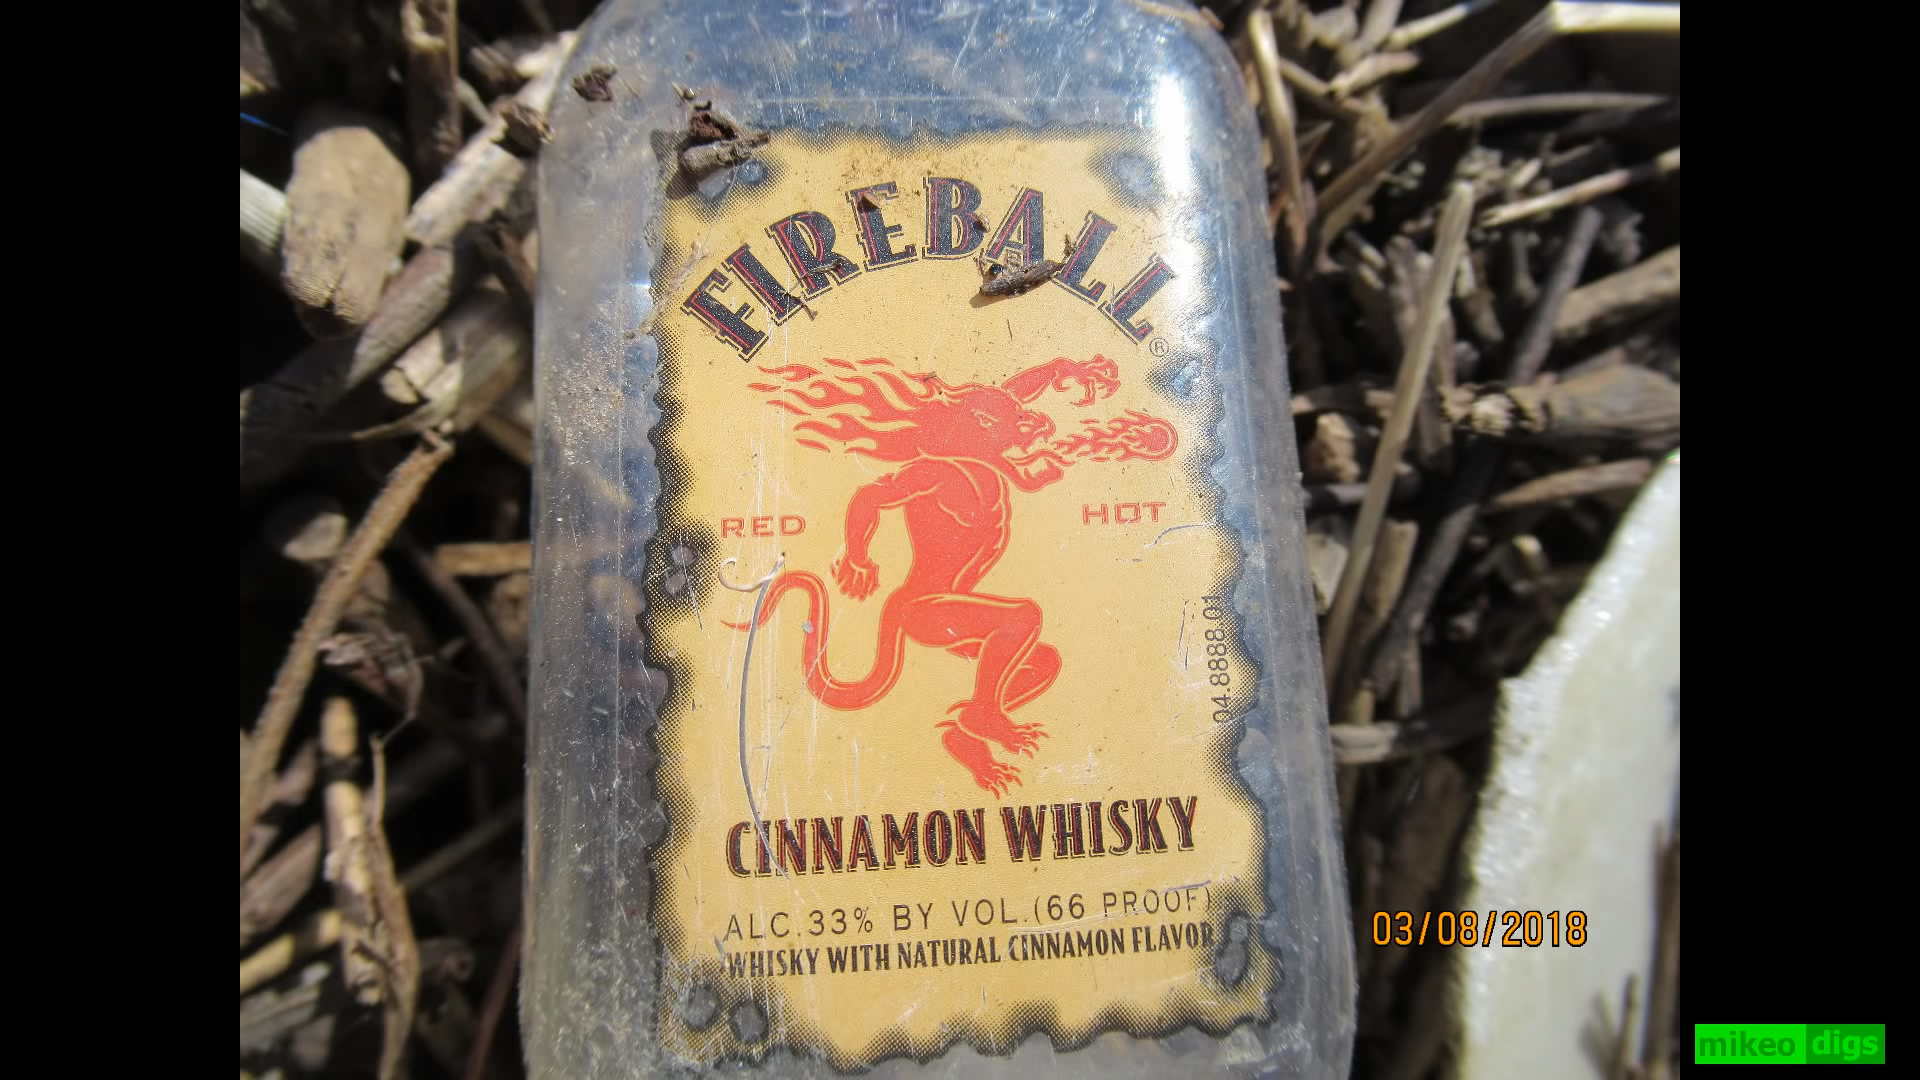 FIREBALL®
RED HOT
04.8888.01
CINNAMON WHISKY
ALC.33% BY VOL.(66 PROOF)
WHISKY WITH NATURAL CINNAMON FLAVOR
03/08/2018
mikeo digs